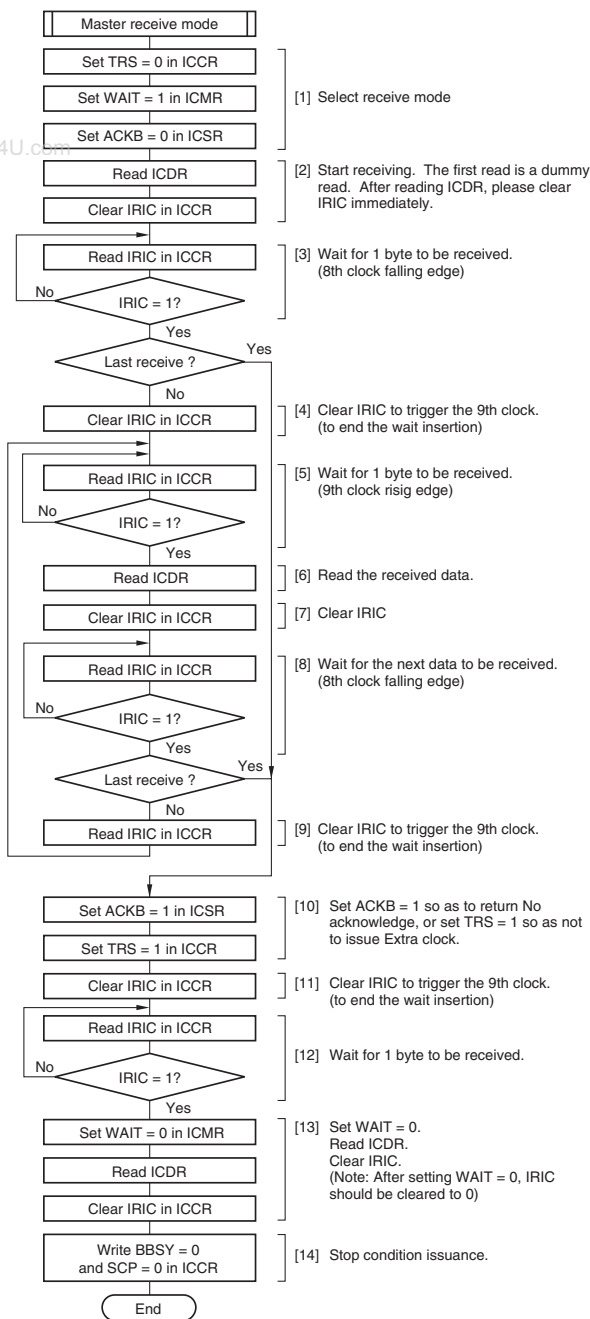 Master receive mode
Set TRS = 0 in ICCR
Set WAIT = 1 in ICMR
[1] Select receive mode
Set ACKB = 0 in ICSR
4U.com
Read ICDR
[2] Start receiving. The first read is a dummy
read. After reading ICDR, please clear
IRIC immediately.
Clear IRIC in ICCR
Read IRIC in ICCR
[3] Wait for 1 byte to be received.
(8th clock falling edge)
No
IRIC = 1?
Yes
Last receive ?
Yes
No
Clear IRIC in ICCR
[4] Clear IRIC to trigger the 9th clock.
(to end the wait insertion)
Read IRIC in ICCR
[5] Wait for 1 byte to be received.
(9th clock risig edge)
No
IRIC = 1?
Yes
Read ICDR
[6] Read the received data.
Clear IRIC in ICCR
[7] Clear IRIC
Read IRIC in ICCR
[8] Wait for the next data to be received.
(8th clock falling edge)
No
IRIC = 1?
Yes
Last receive ?
Yes
No
Read IRIC in ICCR
[9] Clear IRIC to trigger the 9th clock.
(to end the wait insertion)
Set ACKB = 1 in ICSR
[10] Set ACKB = 1 so as to return No
acknowledge, or set TRS = 1 so as not
to issue Extra clock.
Set TRS = 1 in ICCR
Clear IRIC in ICCR
[11] Clear IRIC to trigger the 9th clock.
(to end the wait insertion)
Read IRIC in ICCR
[12] Wait for 1 byte to be received.
No
IRIC = 1?
Yes
Set WAIT = 0 in ICMR
[13] Set WAIT = 0.
Read ICDR.
Clear IRIC.
(Note: After setting WAIT = 0, IRIC
should be cleared to 0)
Read ICDR
Clear IRIC in ICCR
Write BBSY = 0
and SCP = 0 in ICCR
[14] Stop condition issuance.
End